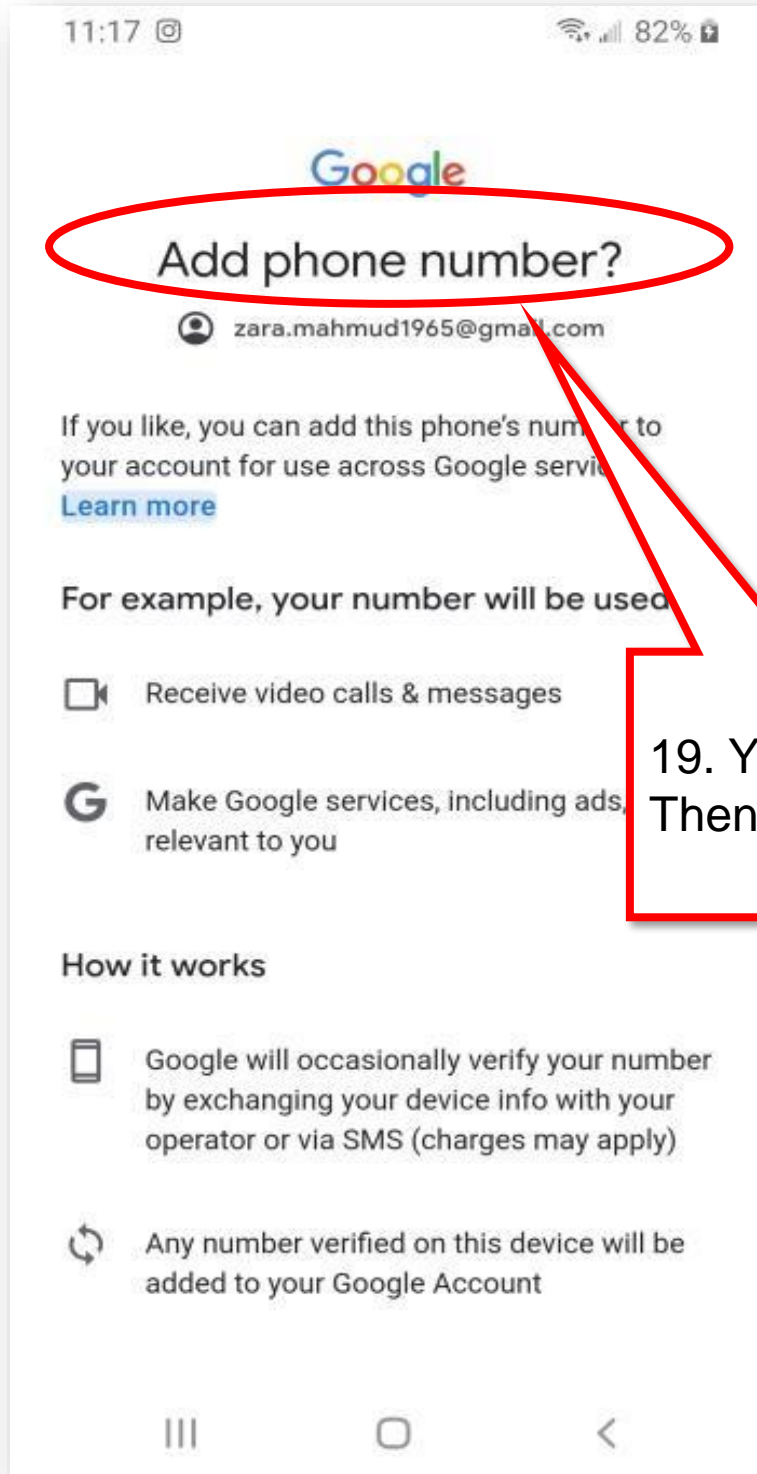 11:17 82%
Google
Add phone number?
zara.mahmud1965@gmail.com
If you like, you can add this phone's to
your account for use across Google
Learn more
For example, your number will be used
Receive video calls & messages
G Make Google services, including ads,
relevant to you
19. Y
Then
How it works
Google will occasionally verify your number
by exchanging your device info with your
operator or via SMS (charges may apply)
Any number verified on this device will be
added to your Google Account